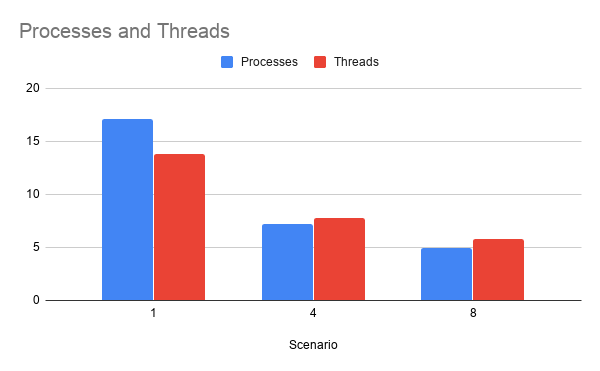 Processes and Threads
Processes Threads
20
15
10
5
0
1 4 8
Scenario